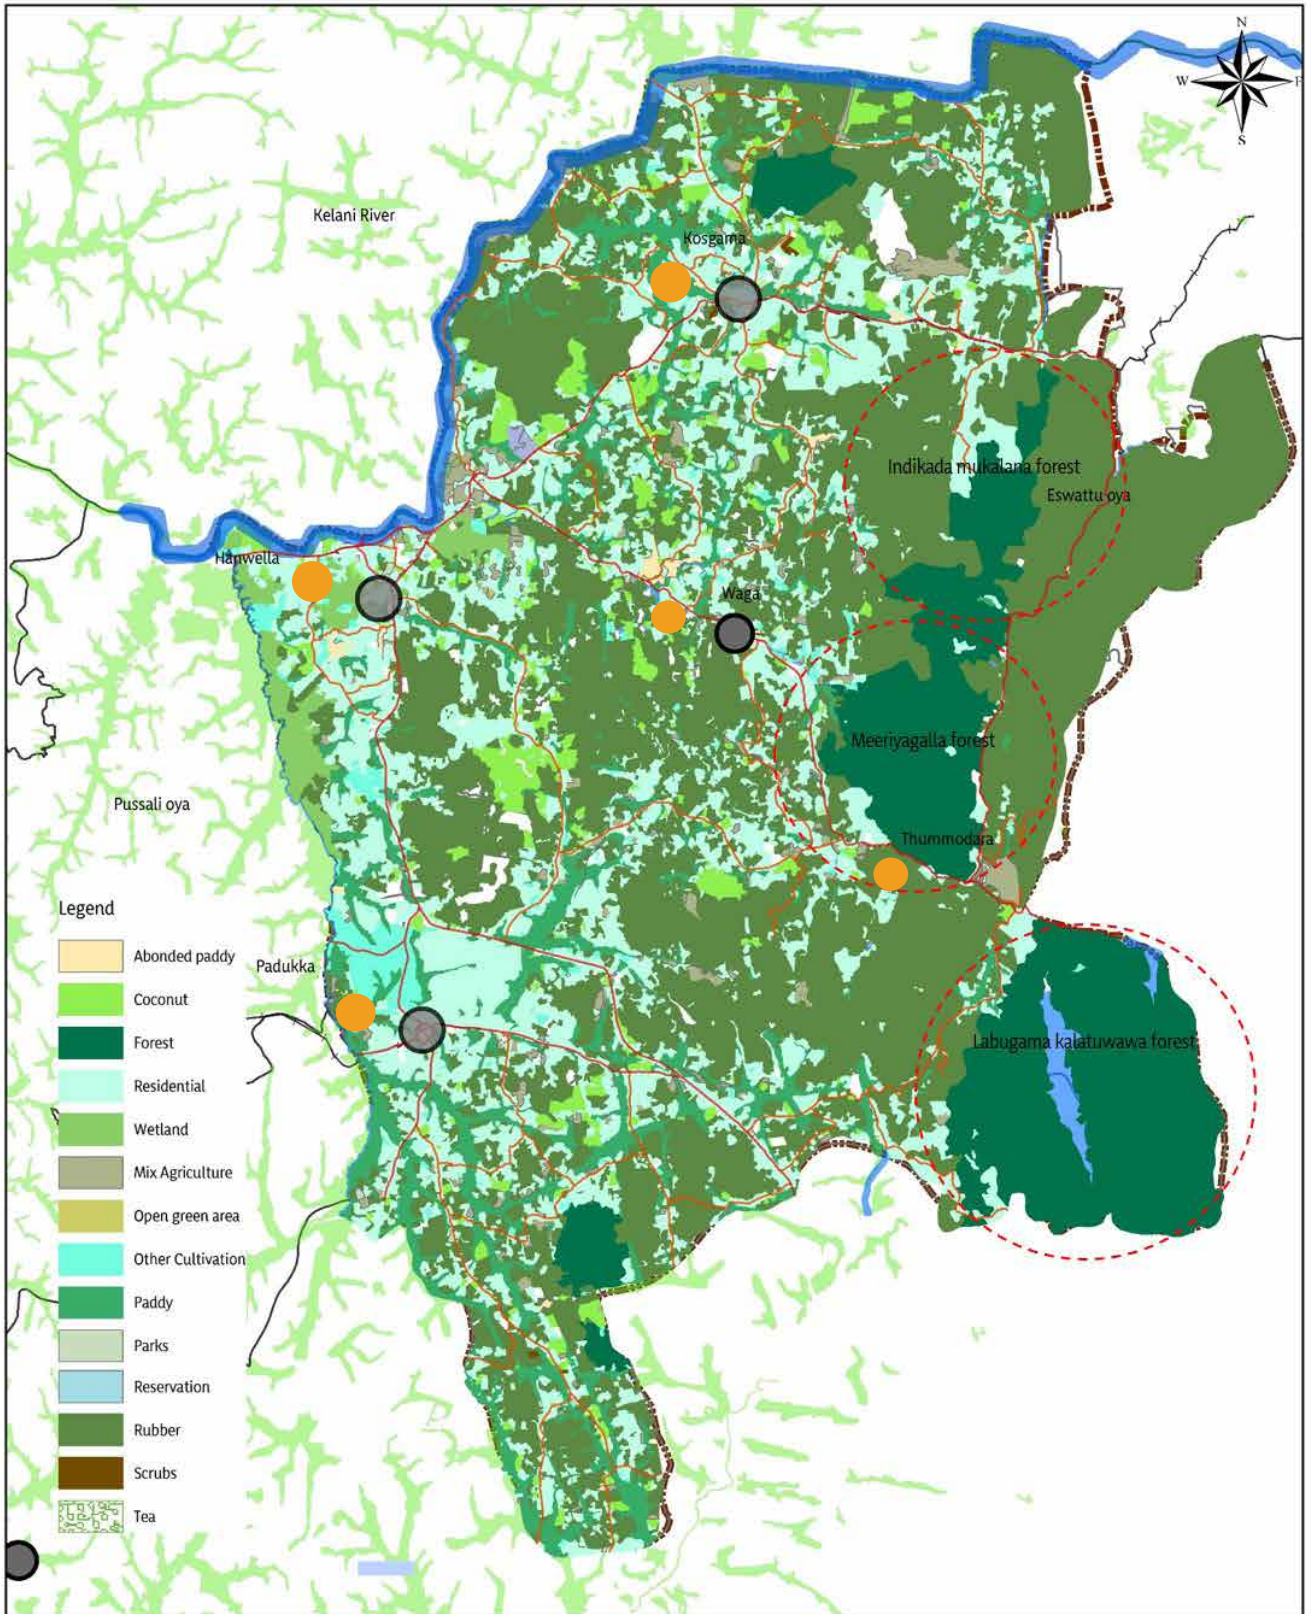 N
W
E
S
Kelani River
Kosgama
Indikada mukalana forest
Eswattu oya
Hanwella
Waga
Meeriyagalla forest
Pussali oya
Thummodara
Padukka
Labugama kalatuwawa forest
Legend
Abonded paddy
Coconut
Forest
Residential
Wetland
Mix Agriculture
Open green area
Other Cultivation
Paddy
Parks
Reservation
Rubber
Scrubs
Tea